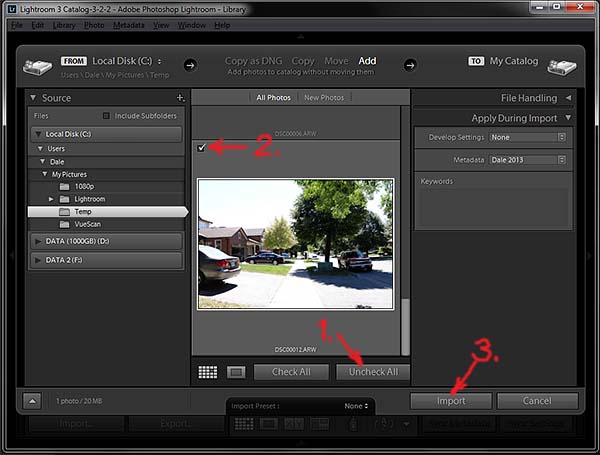 Lightroom 3 Catalog-3-2-2 - Adobe Photoshop Lightroom - Library
File Edit Library Photo Metadata View Window Help
FROM Local Disk (C:)
Users \ Dale \ My Pictures \ Temp
Copy as DNG Copy Move Add
Add photos to catalog without moving them
TO My Catalog
Source
Files Include Subfolders
Local Disk (C:)
Users
Dale
My Pictures
1080p
Lightroom
Temp
VueScan
DATA (1000GB) (D:)
DATA 2 (F:)
All Photos New Photos
DSC00006.ARW
2.
DSC00012.ARW
1.
Check All Uncheck All
File Handling
Apply During Import
Develop Settings None
Metadata Dale 2013
Keywords
3.
1 photo / 20 MB
Import Preset : None
Import Cancel
Import... Export...
Sync Metadata Sync Settings